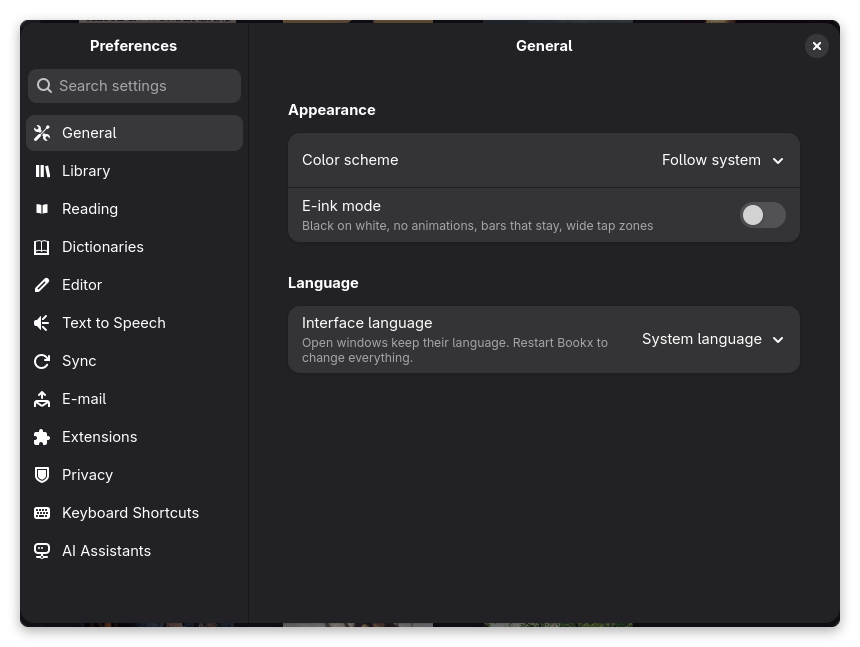 Preferences
General
Search settings
General
Library
Reading
Dictionaries
Editor
Text to Speech
Sync
E-mail
Extensions
Privacy
Keyboard Shortcuts
AI Assistants
Appearance
Color scheme
Follow system
E-ink mode
Black on white, no animations, bars that stay, wide tap zones
Language
Interface language
Open windows keep their language. Restart Bookx to
change everything.
System language